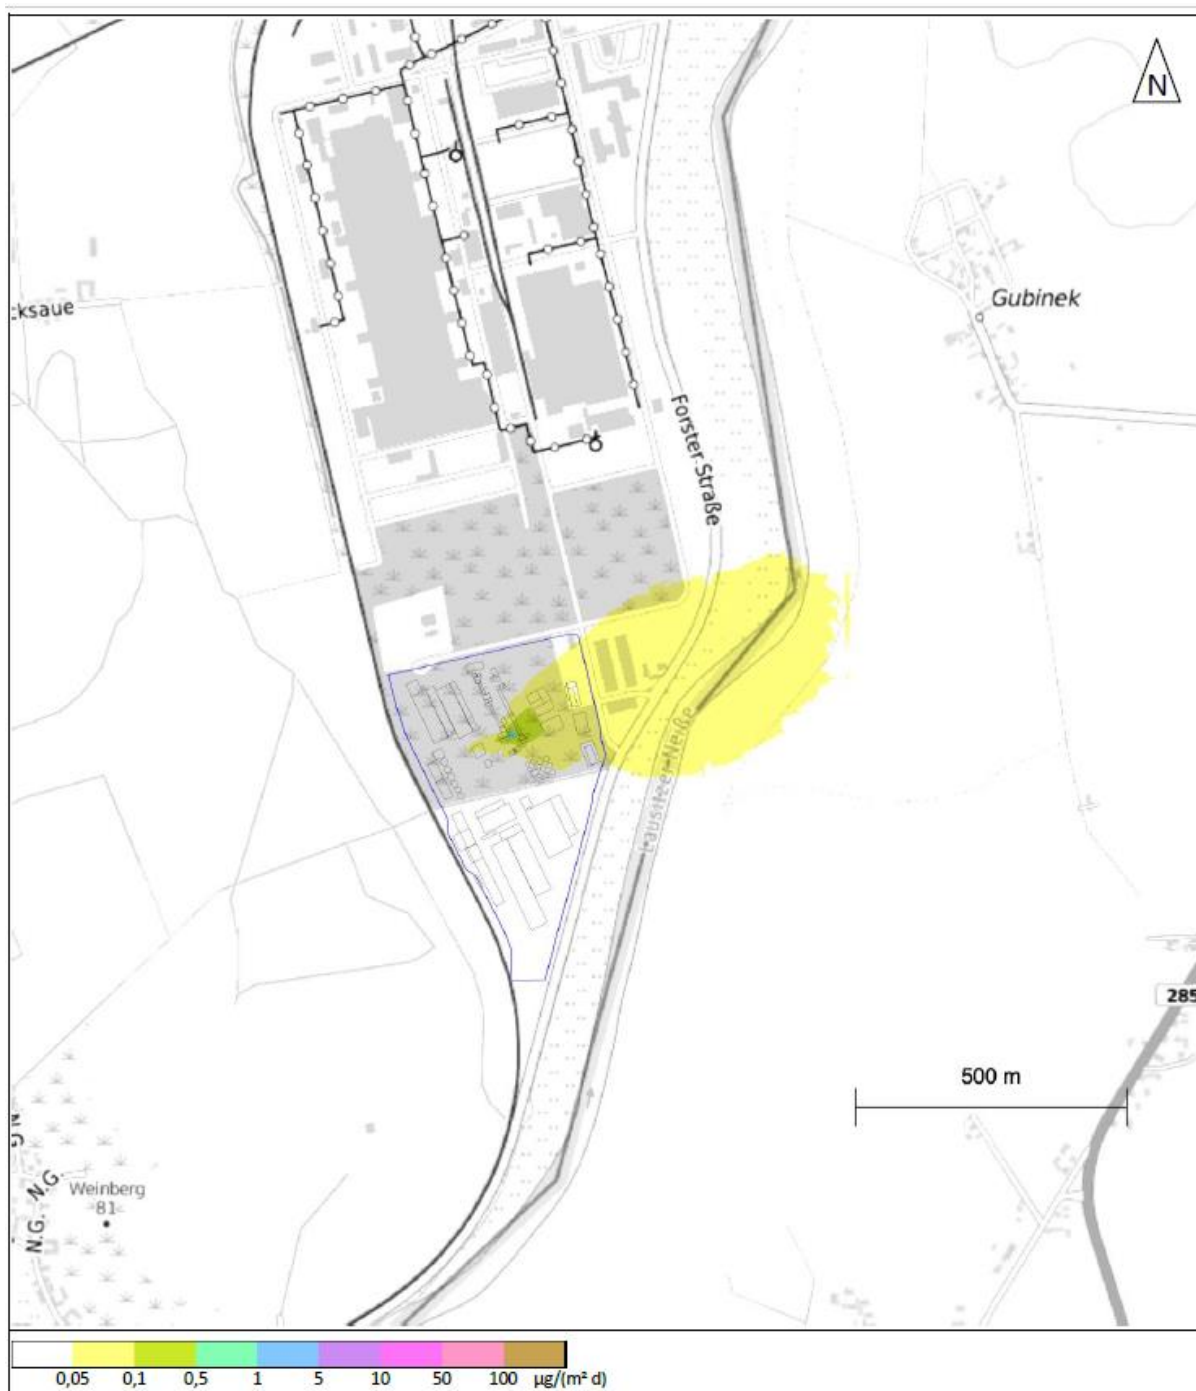 N
Gubinek
cksaue
Forster Straße
Lausitzer Neiße
285
500 m
Weinberg
81
N.G.
N.G.
0,05 0,1 0,5 1 5 10 50 100 µg/(m² d)